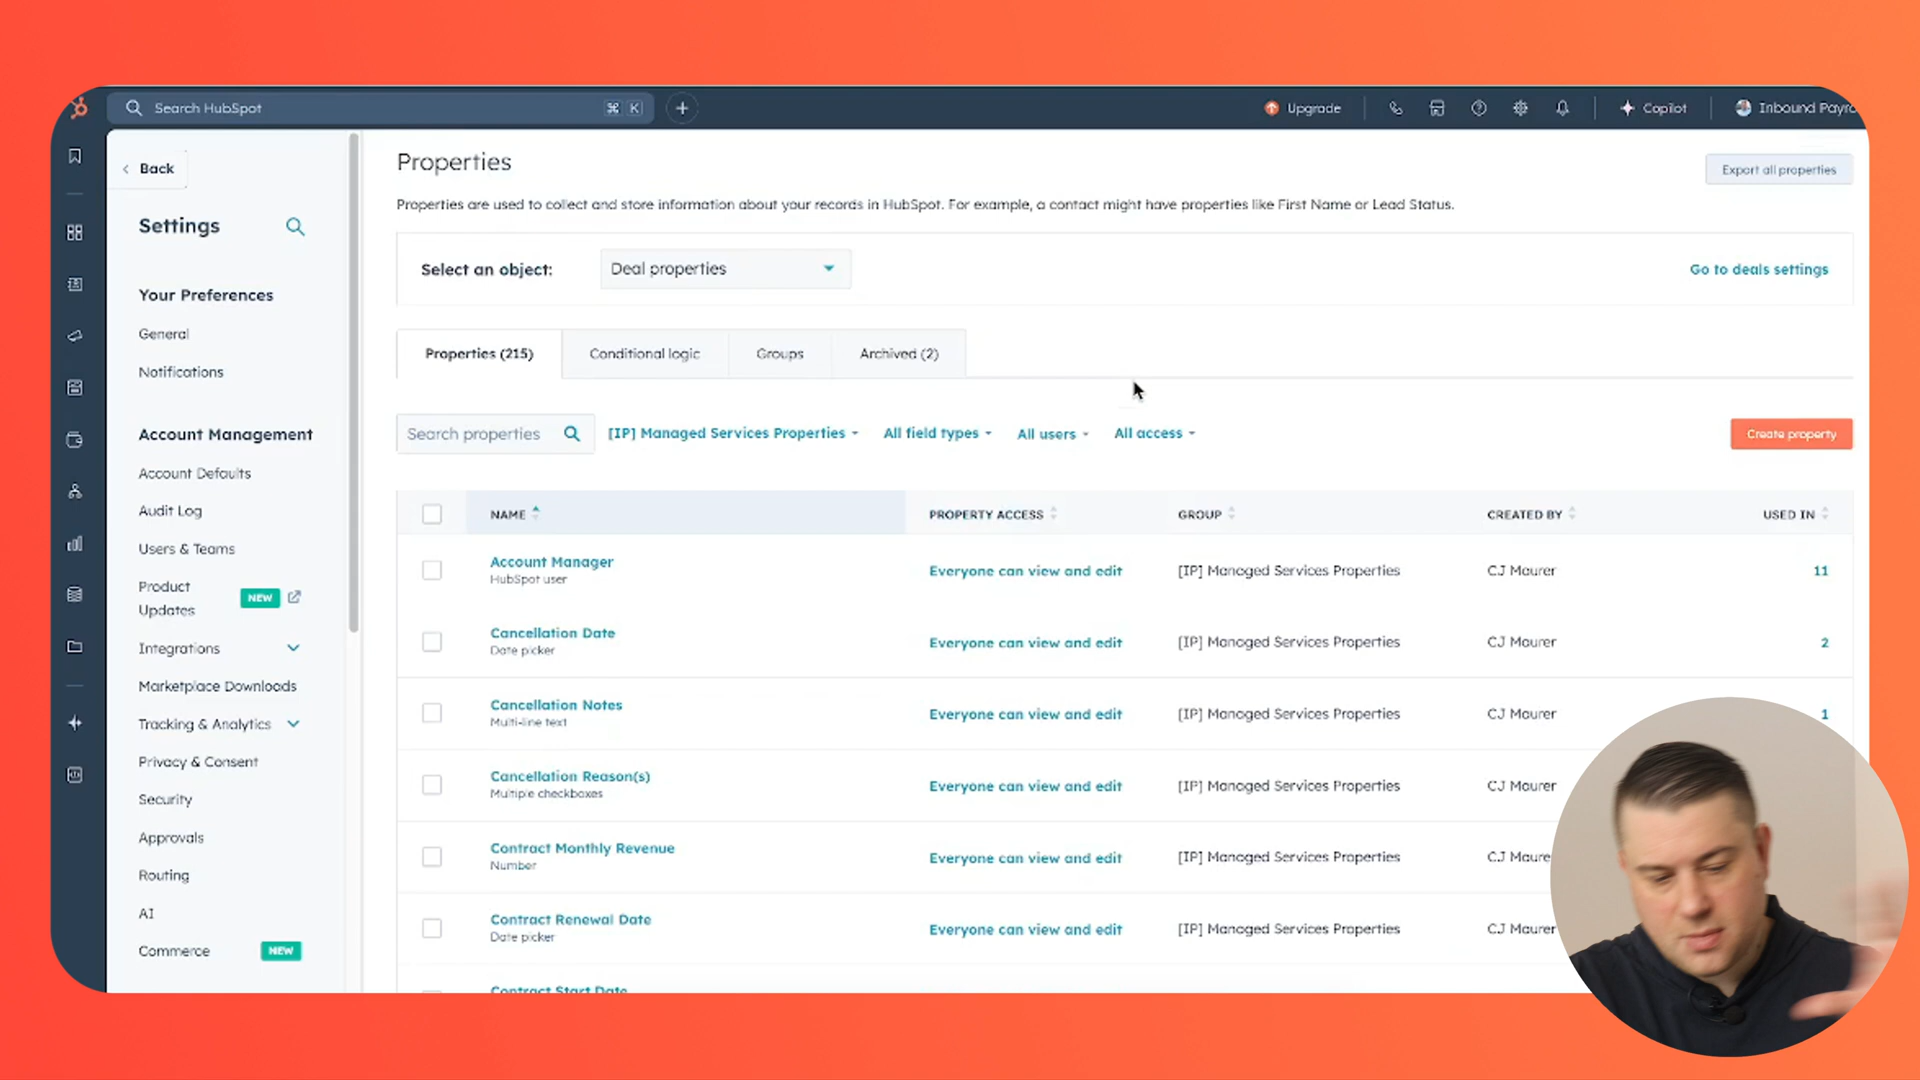 Search HubSpot
⌘ K
+
Upgrade
Copilot
Inbound Payro
Back
Settings
Your Preferences
General
Notifications
Account Management
Account Defaults
Audit Log
Users & Teams
Product Updates NEW
Integrations
Marketplace Downloads
Tracking & Analytics
Privacy & Consent
Security
Approvals
Routing
AI
Commerce NEW
Properties
Export all properties
Properties are used to collect and store information about your records in HubSpot. For example, a contact might have properties like First Name or Lead Status.
Select an object: Deal properties
Go to deals settings
Properties (215) Conditional logic Groups Archived (2)
Search properties [IP] Managed Services Properties All field types All users All access Create property
NAME PROPERTY ACCESS GROUP CREATED BY USED IN
Account Manager Everyone can view and edit [IP] Managed Services Properties CJ Maurer 11
HubSpot user
Cancellation Date Everyone can view and edit [IP] Managed Services Properties CJ Maurer 2
Date picker
Cancellation Notes Everyone can view and edit [IP] Managed Services Properties CJ Maurer 1
Multi-line text
Cancellation Reason(s) Everyone can view and edit [IP] Managed Services Properties CJ Maurer
Multiple checkboxes
Contract Monthly Revenue Everyone can view and edit [IP] Managed Services Properties CJ Maure
Number
Contract Renewal Date Everyone can view and edit [IP] Managed Services Properties CJ Maurer
Date picker
Contract Start Date